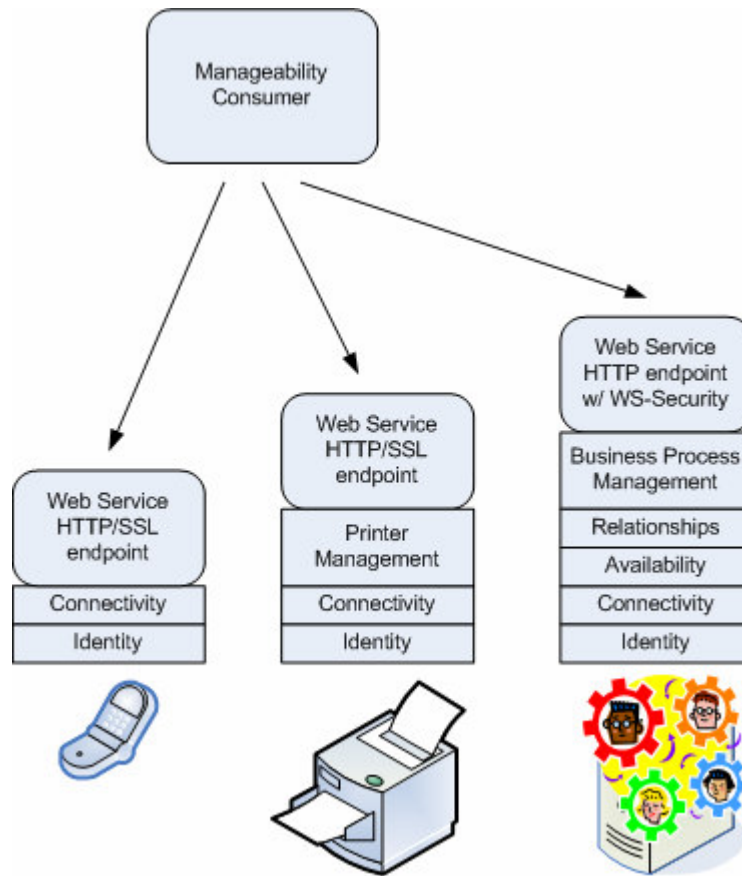 Manageability
Consumer
Web Service
HTTP/SSL
endpoint
Connectivity
Identity
Web Service
HTTP/SSL
endpoint
Printer
Management
Connectivity
Identity
Web Service
HTTP endpoint
w/ WS-Security
Business Process
Management
Relationships
Availability
Connectivity
Identity